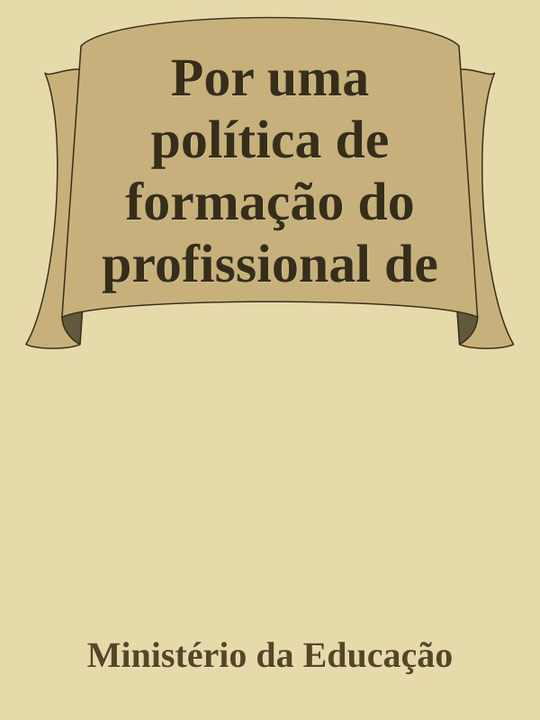 Por uma
política de
formação do
profissional de
Ministério da Educação